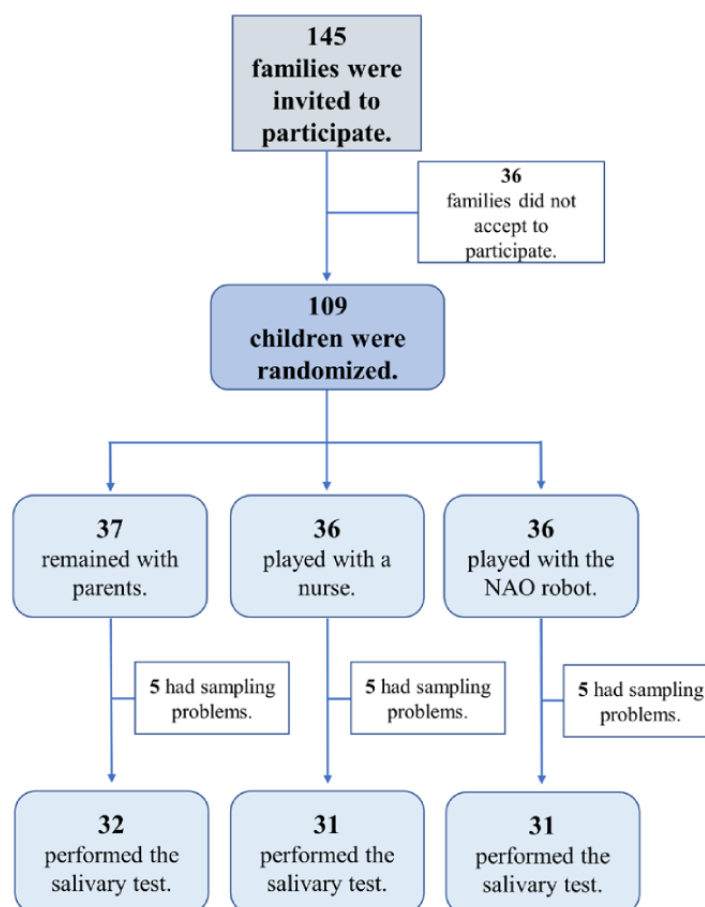 145
families were
invited to
participate.
36
families did not
accept to
participate.
109
children were
randomized.
37
remained with
parents.
36
played with a
nurse.
36
played with the
NAO robot.
5 had sampling
problems.
5 had sampling
problems.
5 had sampling
problems.
32
performed the
salivary test.
31
performed the
salivary test.
31
performed the
salivary test.